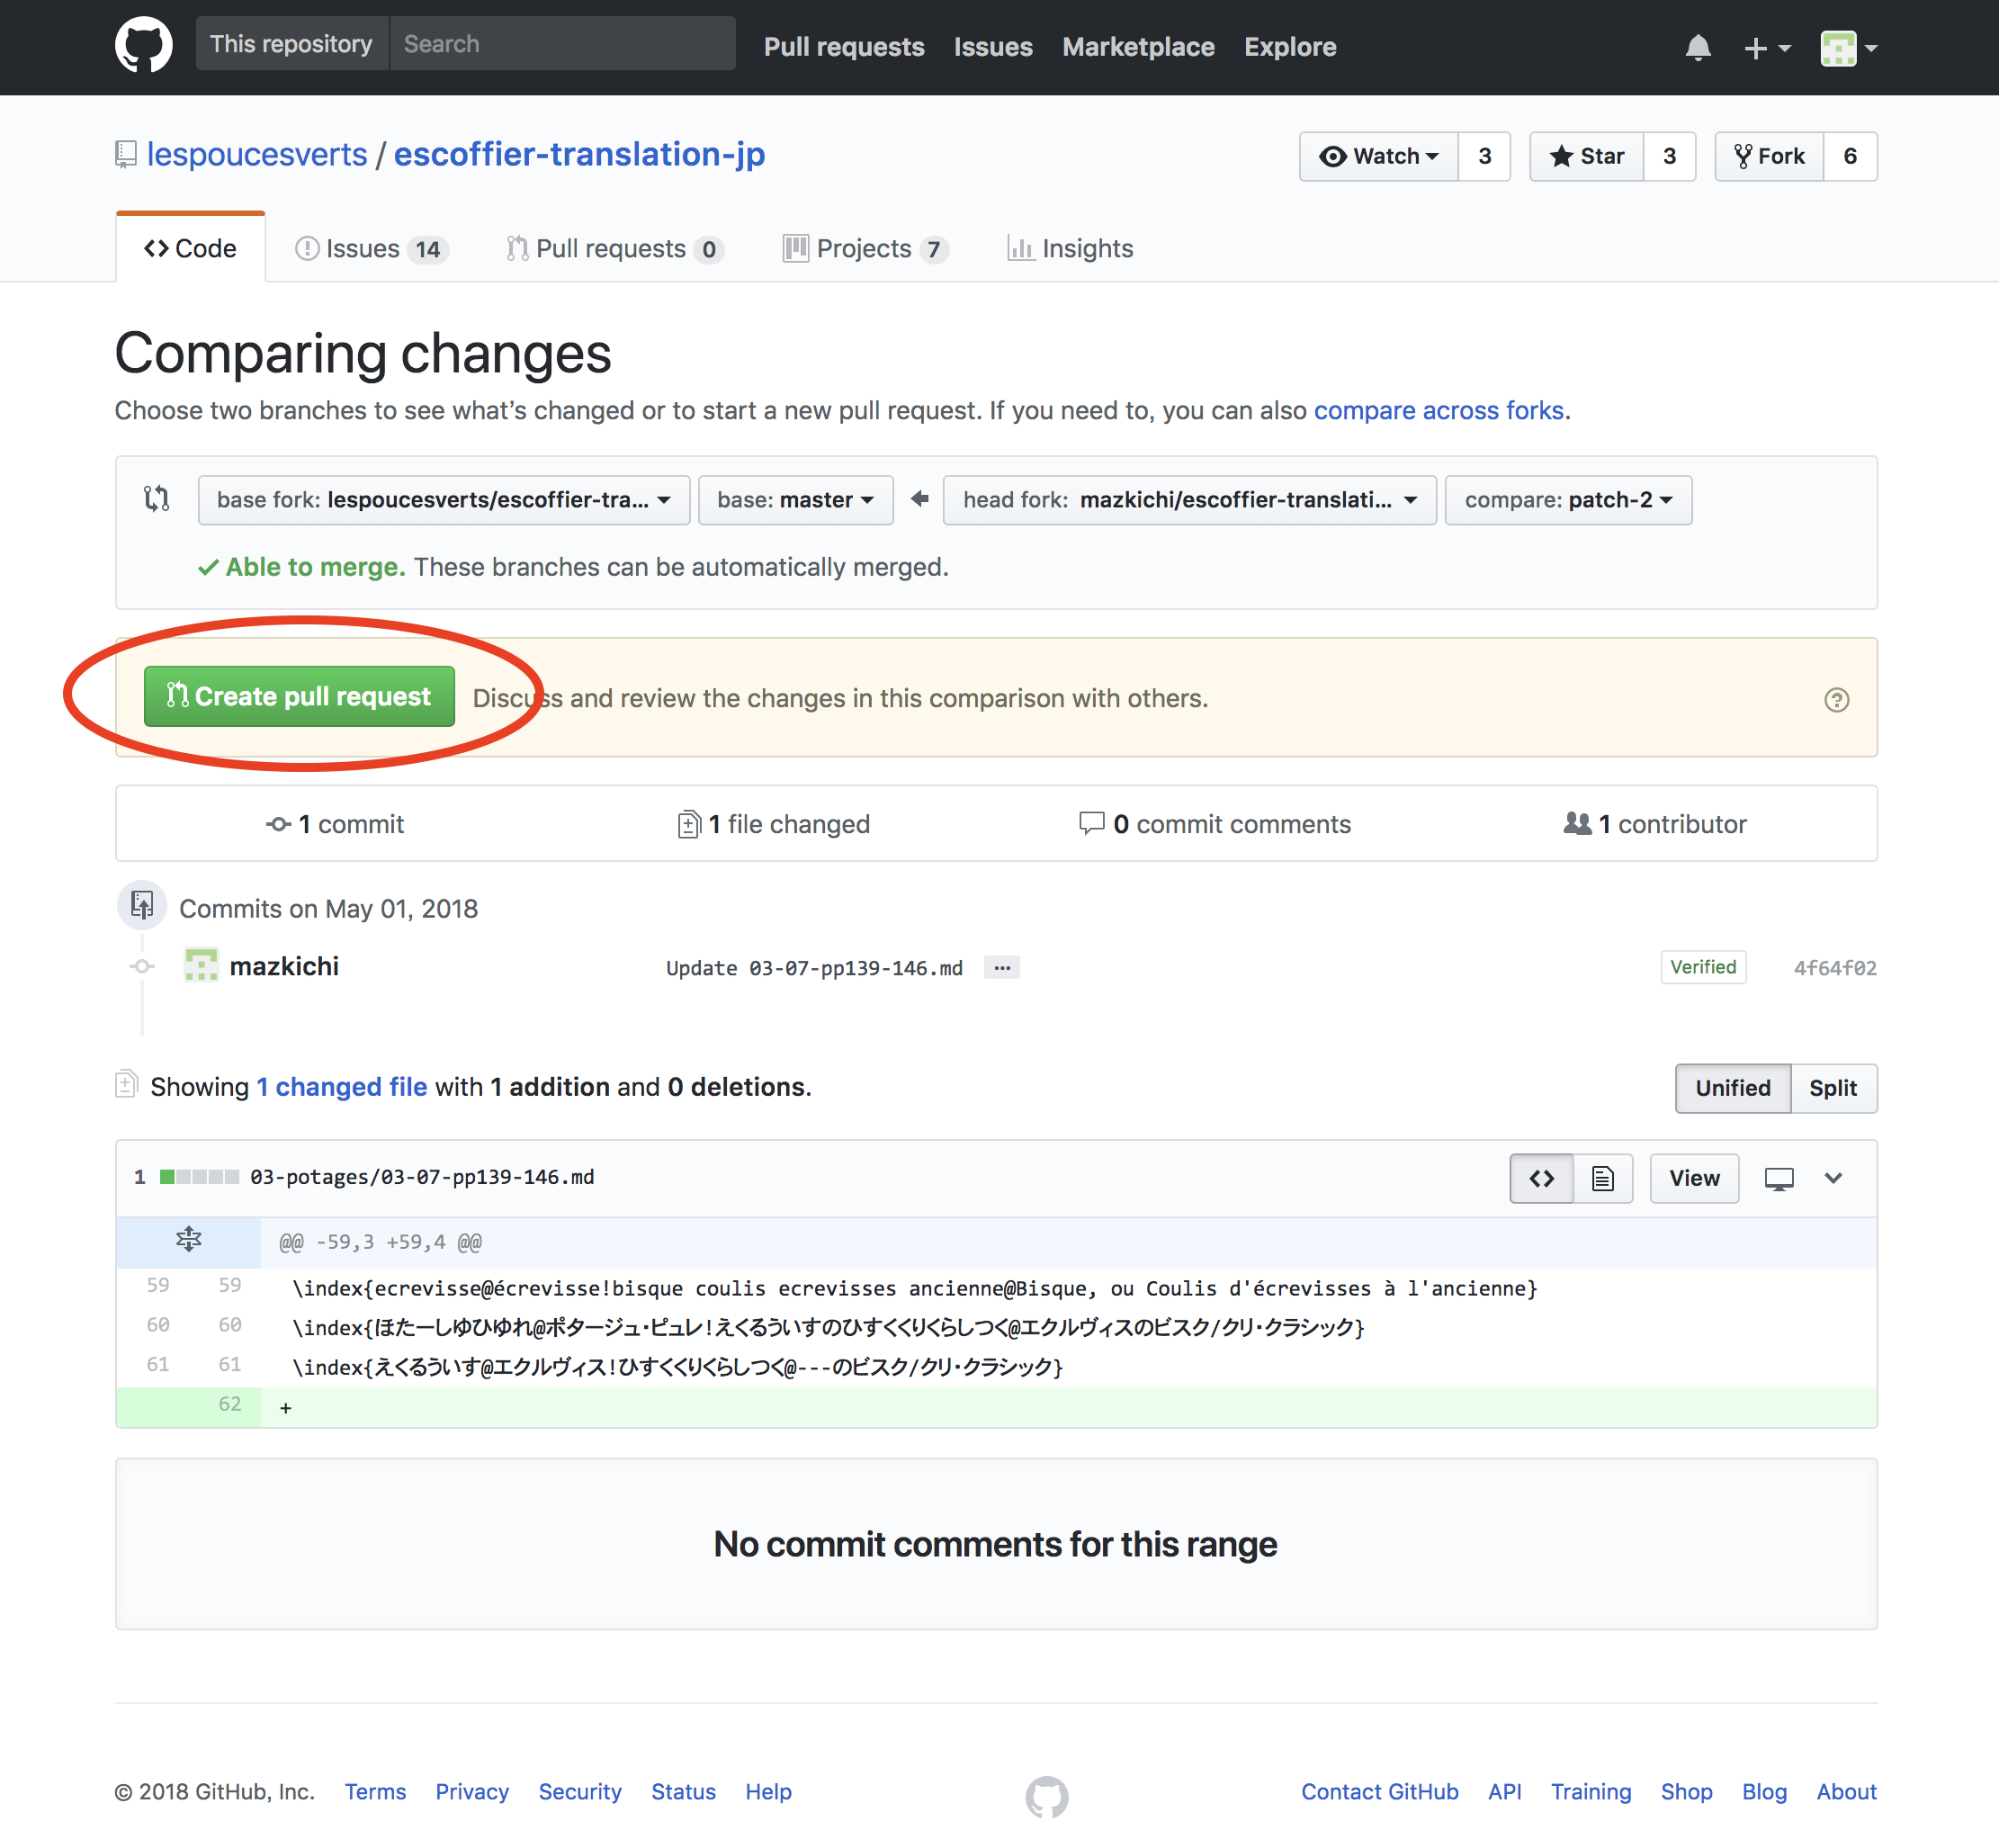 This repository Search Pull requests Issues Marketplace Explore
lespoucesverts / escoffier-translation-jp Watch 3 Star 3 Fork 6
Code Issues 14 Pull requests 0 Projects 7 Insights
Comparing changes
Choose two branches to see what’s changed or to start a new pull request. If you need to, you can also compare across forks.
base fork: lespoucesverts/escoffier-tra... base: master head fork: mazkichi/escoffier-translati... compare: patch-2
Able to merge. These branches can be automatically merged.
Create pull request Discuss and review the changes in this comparison with others.
1 commit 1 file changed 0 commit comments 1 contributor
Commits on May 01, 2018
mazkichi Update 03-07-pp139-146.md ... Verified 4f64f02
Showing 1 changed file with 1 addition and 0 deletions. Unified Split
1 03-potages/03-07-pp139-146.md <> View
@@ -59,3 +59,4 @@
59 59 \index{ecrevisse@écrevisse!bisque coulis ecrevisses ancienne@Bisque, ou Coulis d'écrevisses à l'ancienne}
60 60 \index{ほたーしゆひゆれ@ポタージュ・ピュレ!えくるういすのひすくくりくらしつく@エクルヴィスのビスク/クリ・クラシック}
61 61 \index{えくるういす@エクルヴィス!ひすくくりくらしつく@---のビスク/クリ・クラシック}
62 +
No commit comments for this range
© 2018 GitHub, Inc. Terms Privacy Security Status Help Contact GitHub API Training Shop Blog About